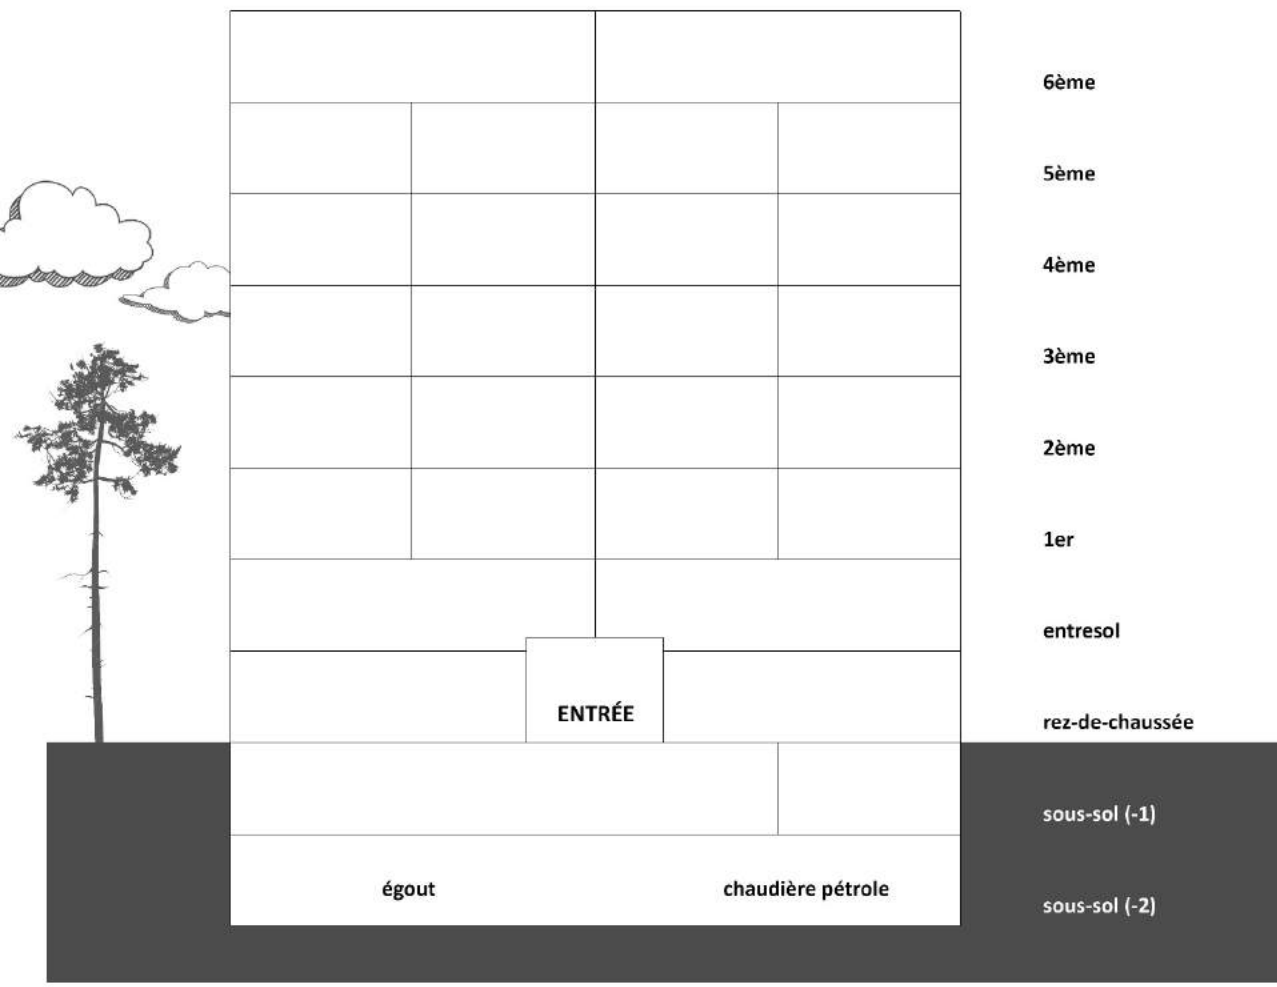 6ème
5ème
4ème
3ème
2ème
1er
entresol
ENTRÉE
rez-de-chaussée
sous-sol (-1)
égout chaudière pétrole
sous-sol (-2)